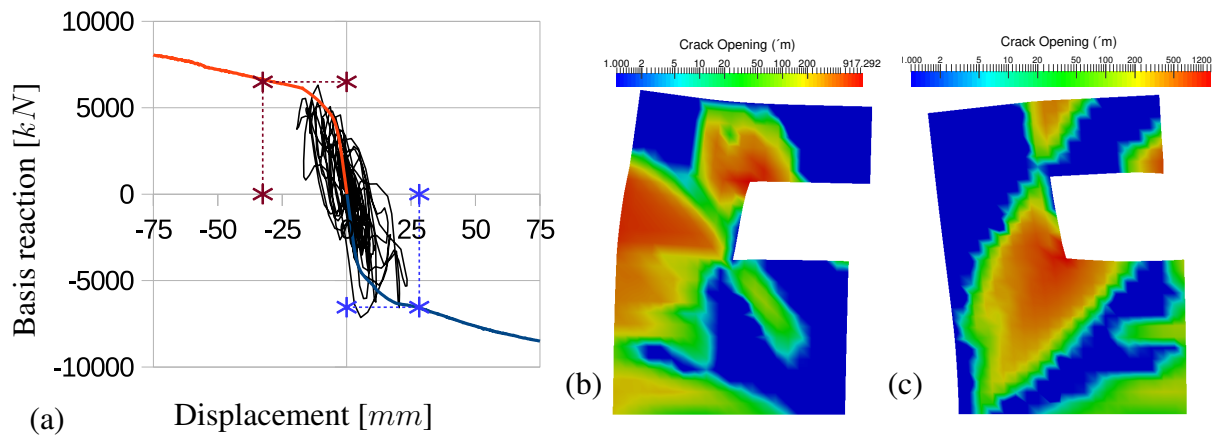 10000
5000
0
-5000
-10000
-75 -50 -25 0 25 50 75
Basis reaction [kN]
Displacement [mm]
(a)
Crack Opening (´m)
1.000 2 5 10 20 50 100 200 917.292
(b)
Crack Opening (´m)
1.000 2 5 10 20 50 100 200 500 1200
(c)